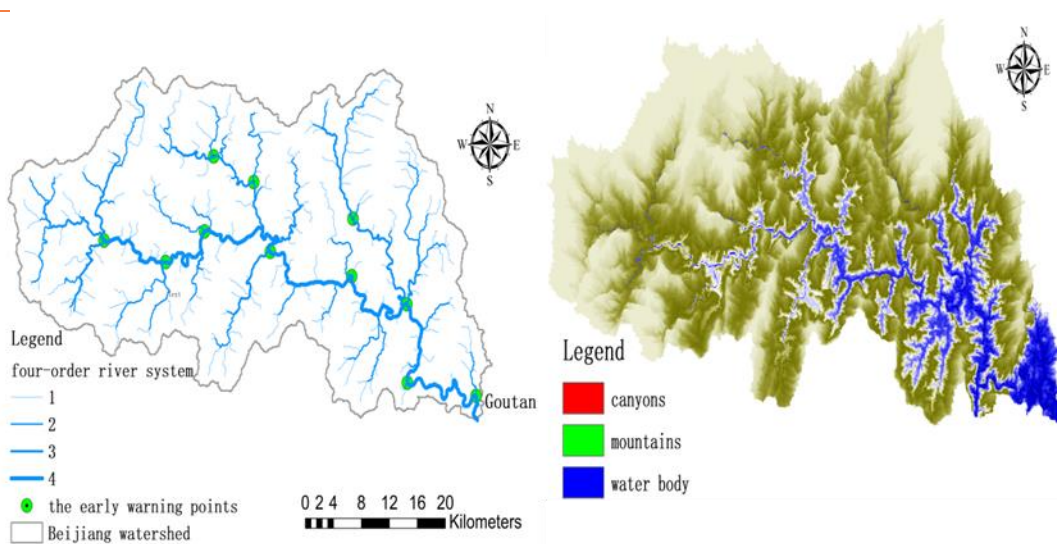 N
W E
S
Goutan
Legend
four-order river system
1
2
3
4
the early warning points
Beijiang watershed
0 2 4 8 12 16 20
Kilometers
N
W E
S
Legend
canyons
mountains
water body